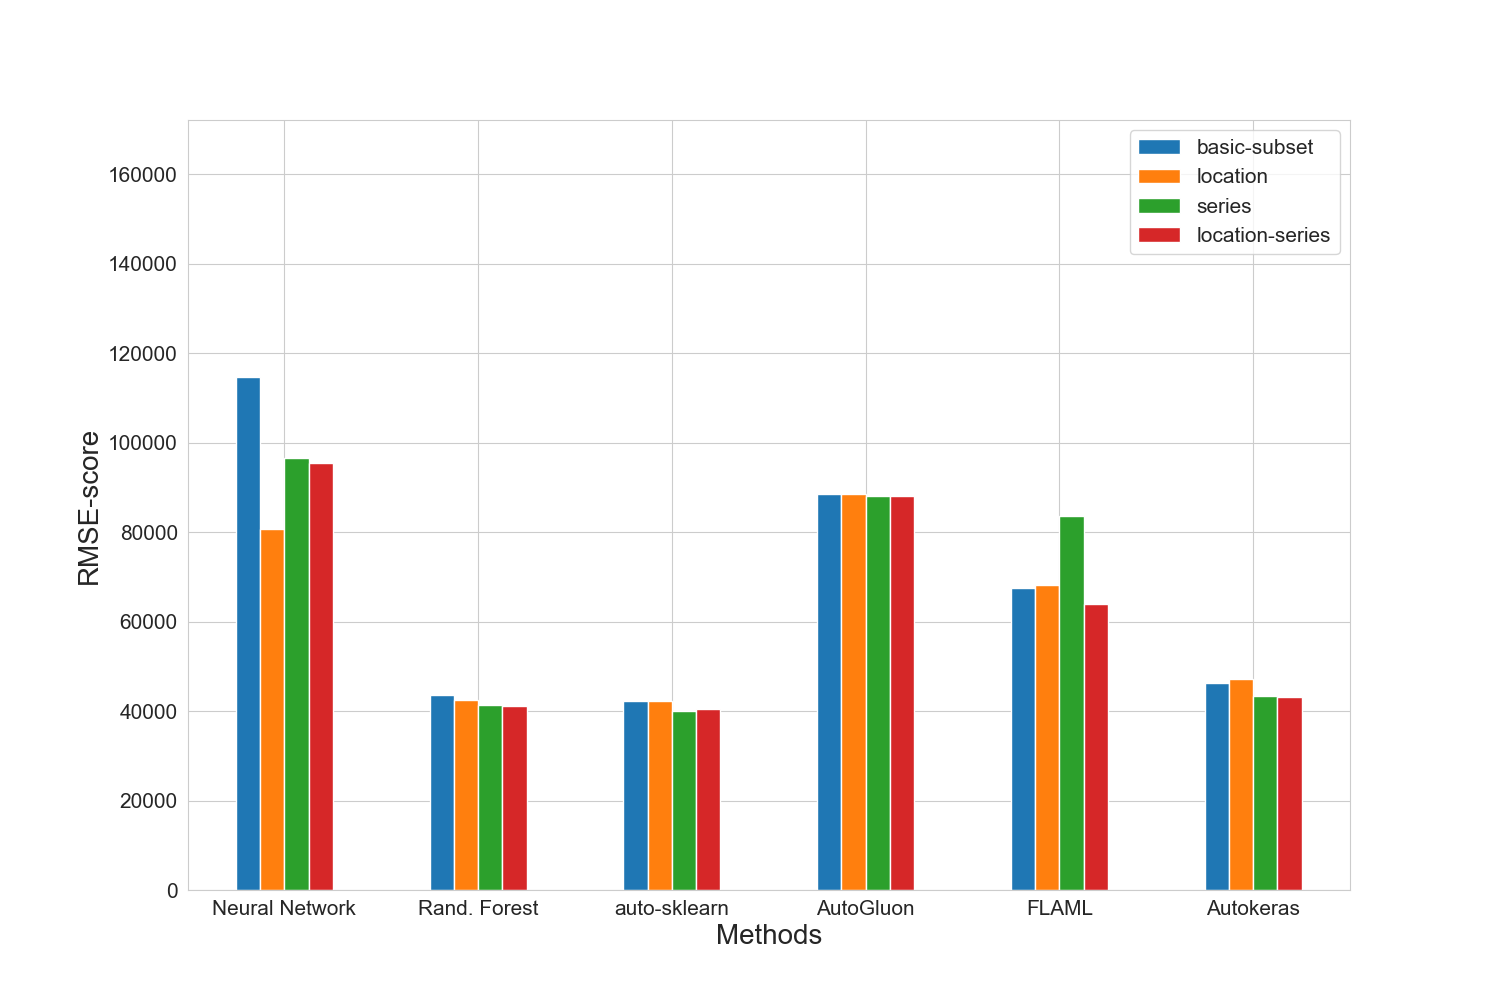 basic-subset
location
series
location-series
160000
140000
120000
100000
80000
60000
40000
20000
0
RMSE-score
Neural Network Rand. Forest auto-sklearn AutoGluon FLAML Autokeras
Methods